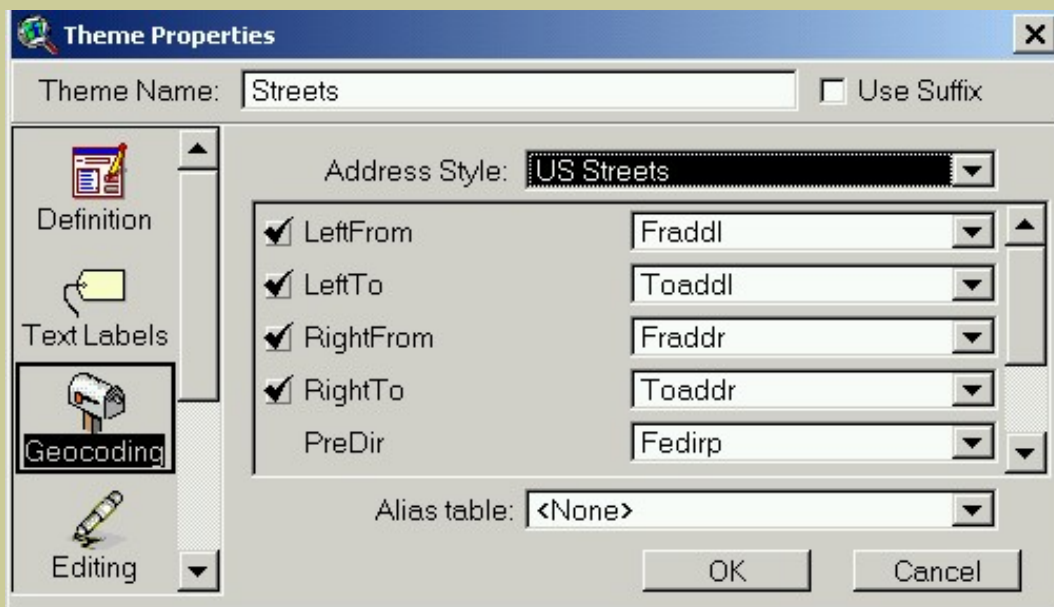 Theme Properties
Theme Name: Streets Use Suffix
Definition
Text Labels
Geocoding
Editing
Address Style: US Streets
LeftFrom Fraddl
LeftTo Toaddl
RightFrom Fraddr
RightTo Toaddr
PreDir Fedirp
Alias table: <None>
OK Cancel